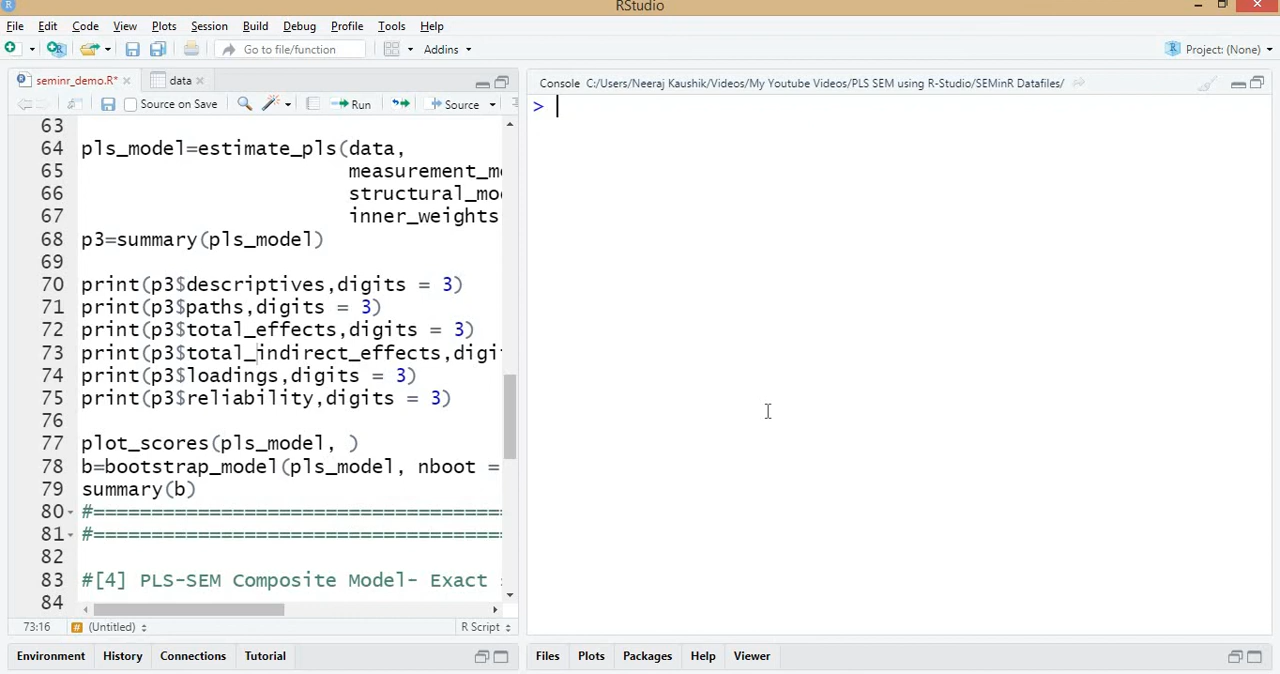 RStudio
File Edit Code View Plots Session Build Debug Profile Tools Help
Go to file/function Addins Project: (None)
seminr_demo.R* data
Source on Save Run Source
63
64 pls_model=estimate_pls(data,
65 measurement_m
66 structural_mo
67 inner_weights
68 p3=summary(pls_model)
69
70 print(p3$descriptives,digits = 3)
71 print(p3$paths,digits = 3)
72 print(p3$total_effects,digits = 3)
73 print(p3$total_indirect_effects,digi
74 print(p3$loadings,digits = 3)
75 print(p3$reliability,digits = 3)
76
77 plot_scores(pls_model, )
78 b=bootstrap_model(pls_model, nboot =
79 summary(b)
80 #====================================
81 #====================================
82
83 #[4] PLS-SEM Composite Model- Exact
84
73:16 (Untitled) R Script
Environment History Connections Tutorial
Console C:/Users/Neeraj Kaushik/Videos/My Youtube Videos/PLS SEM using R-Studio/SEMinR Datafiles/
>
Files Plots Packages Help Viewer